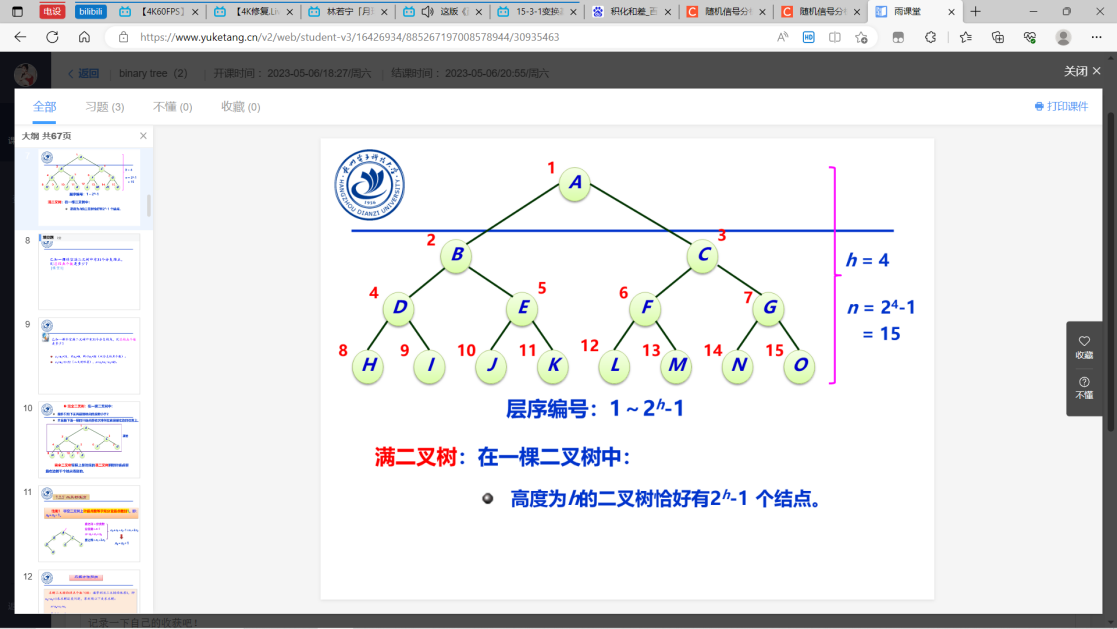 电设
bilibili
【4K60FPS】
【4K修复.Li
林若宁「月
这版《
15-3-1变换
积化和差_百
随机信号分
随机信号分
雨课堂
https://www.yuketang.cn/v2/web/student-v3/16426934/885267197008578944/30935463
返回
binary tree（2）
开课时间： 2023-05-06/18:27/周六
结课时间： 2023-05-06/20:55/周六
关闭
全部
习题 (3)
不懂 (0)
收藏 (0)
打印课件
大纲 共67页
8
9
10
11
12
HANGZHOU DIANZI UNIVERSITY
1956
1
A
2
B
3
C
4
D
5
E
6
F
7
G
8
H
9
I
10
J
11
K
12
L
13
M
14
N
15
O
h = 4
n = 2⁴-1
= 15
层序编号：1 ~ 2ʰ-1
满二叉树：在一棵二叉树中：
高度为h的二叉树恰好有2ʰ-1 个结点。
收藏
不懂
记录一下自己的收获吧！